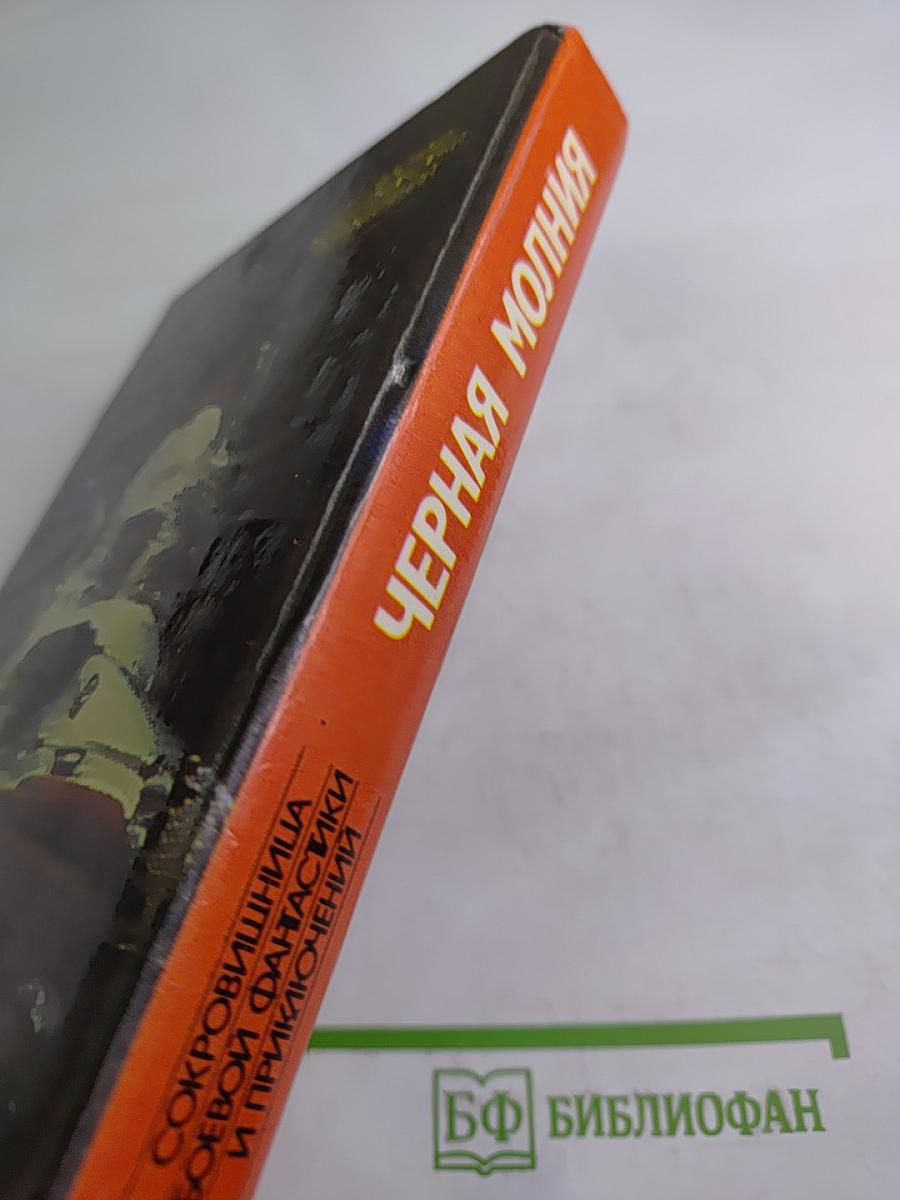 ЧЕРНАЯ МОЛНИЯ
СОКРОВИЩНИЦА
БОЕВОЙ ФАНТАСТИКИ
И ПРИКЛЮЧЕНИЙ
БФ БИБЛИОФАН